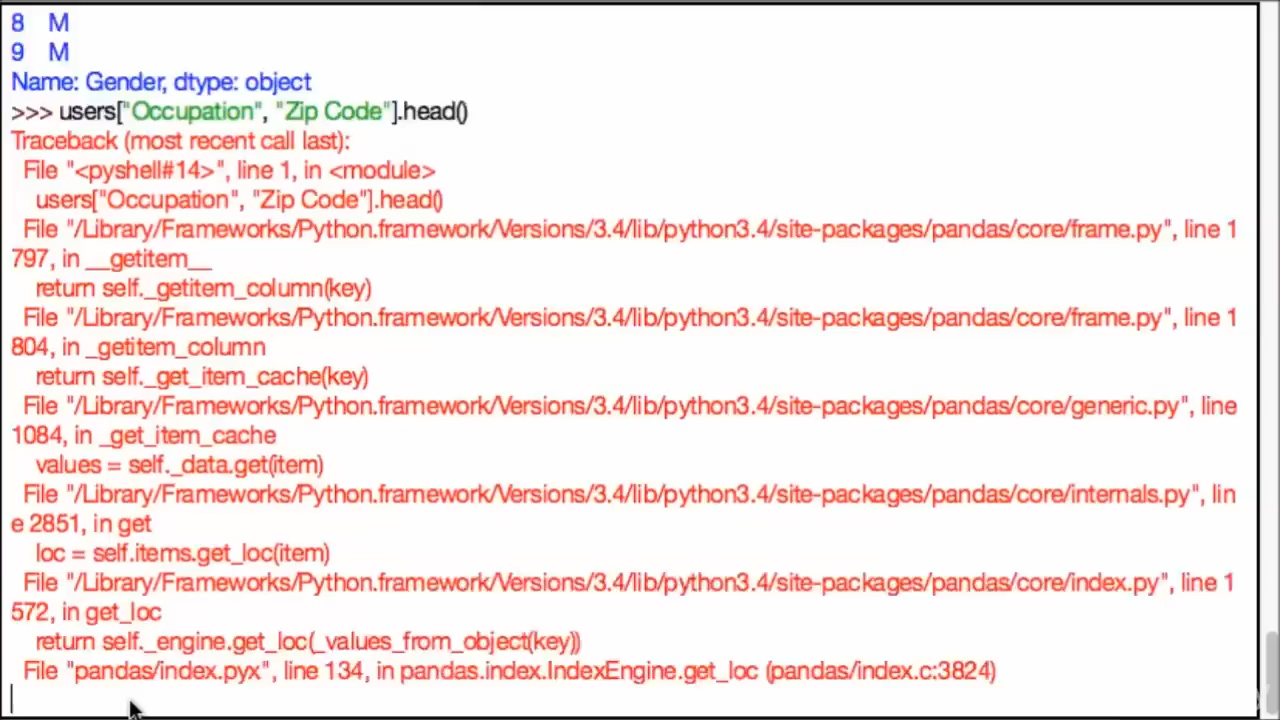 8 M
9 M
Name: Gender, dtype: object
>>> users["Occupation", "Zip Code"].head()
Traceback (most recent call last):
File "<pyshell#14>", line 1, in <module>
users["Occupation", "Zip Code"].head()
File "/Library/Frameworks/Python.framework/Versions/3.4/lib/python3.4/site-packages/pandas/core/frame.py", line 1
797, in __getitem__
return self._getitem_column(key)
File "/Library/Frameworks/Python.framework/Versions/3.4/lib/python3.4/site-packages/pandas/core/frame.py", line 1
804, in _getitem_column
return self._get_item_cache(key)
File "/Library/Frameworks/Python.framework/Versions/3.4/lib/python3.4/site-packages/pandas/core/generic.py", line
1084, in _get_item_cache
values = self._data.get(item)
File "/Library/Frameworks/Python.framework/Versions/3.4/lib/python3.4/site-packages/pandas/core/internals.py", lin
e 2851, in get
loc = self.items.get_loc(item)
File "/Library/Frameworks/Python.framework/Versions/3.4/lib/python3.4/site-packages/pandas/core/index.py", line 1
572, in get_loc
return self._engine.get_loc(_values_from_object(key))
File "pandas/index.pyx", line 134, in pandas.index.IndexEngine.get_loc (pandas/index.c:3824)